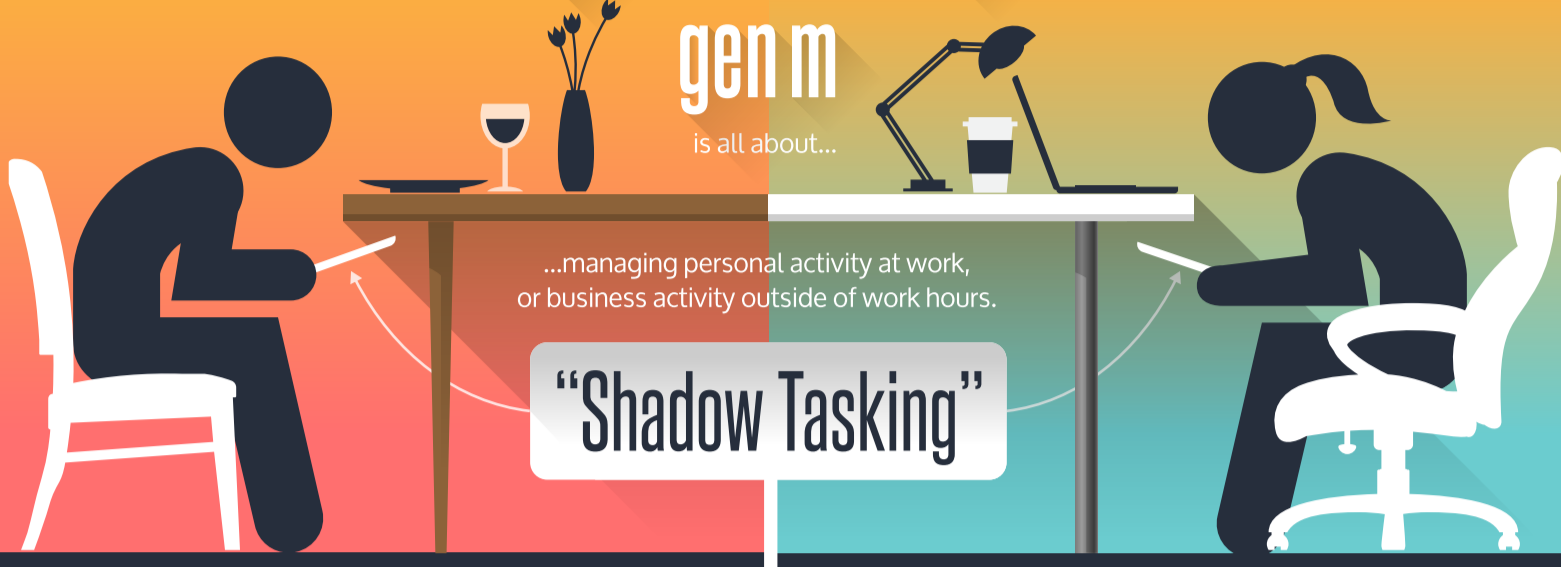 gen m
is all about...
...managing personal activity at work,
or business activity outside of work hours.
“Shadow Tasking”